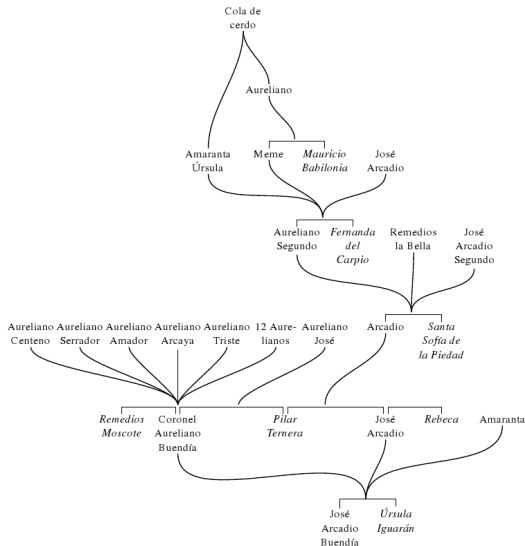 Cola de
cerdo
Aureliano
Amaranta
Úrsula
Meme
Mauricio
Babilonia
José
Arcadio
Aureliano
Segundo
Fernanda
del
Carpio
Remedios
la Bella
José
Arcadio
Segundo
Aureliano
Centeno
Aureliano
Serrador
Aureliano
Amador
Aureliano
Arcaya
Aureliano
Triste
12 Aure-
lianos
Aureliano
José
Arcadio
Santa
Sofía de
la Piedad
Remedios
Moscote
Coronel
Aureliano
Buendía
Pilar
Ternera
José
Arcadio
Rebeca
Amaranta
José
Arcadio
Buendía
Úrsula
Iguarán